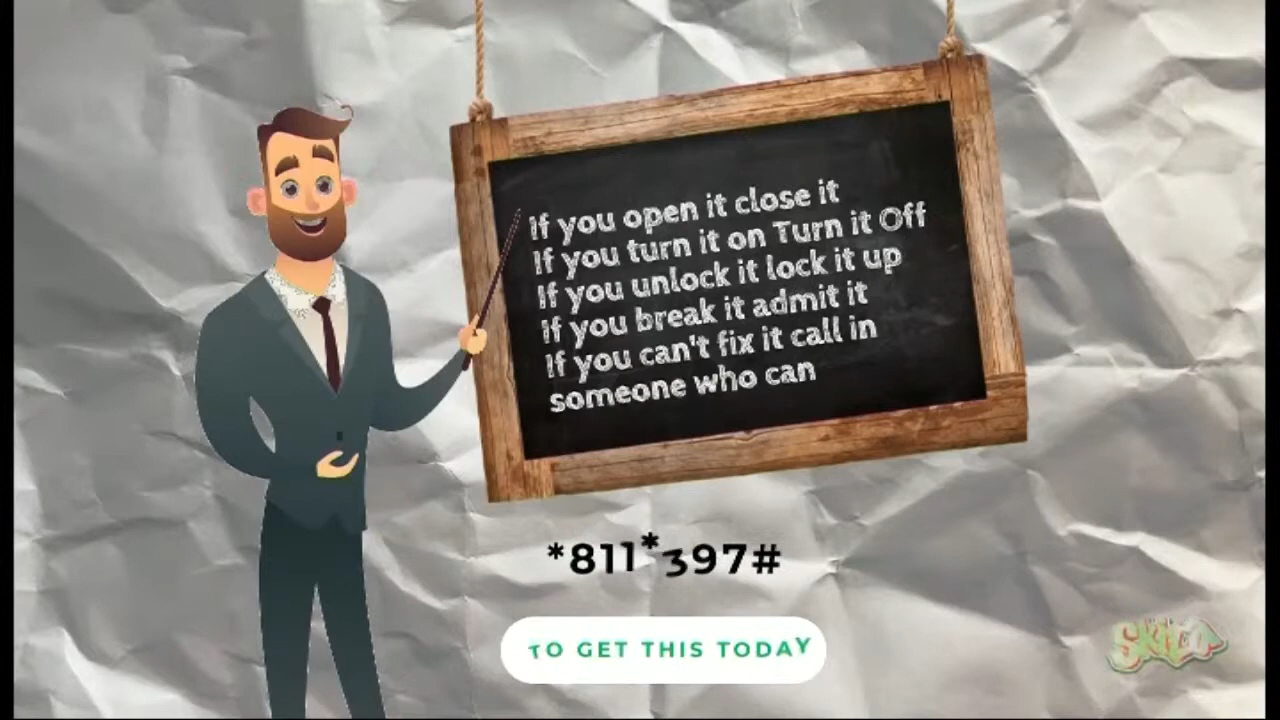 If you open it close it
If you turn it on Turn it Off
If you unlock it lock it up
If you break it admit it
If you can't fix it call in
someone who can
*811*397#
TO GET THIS TODAY
SKIZA